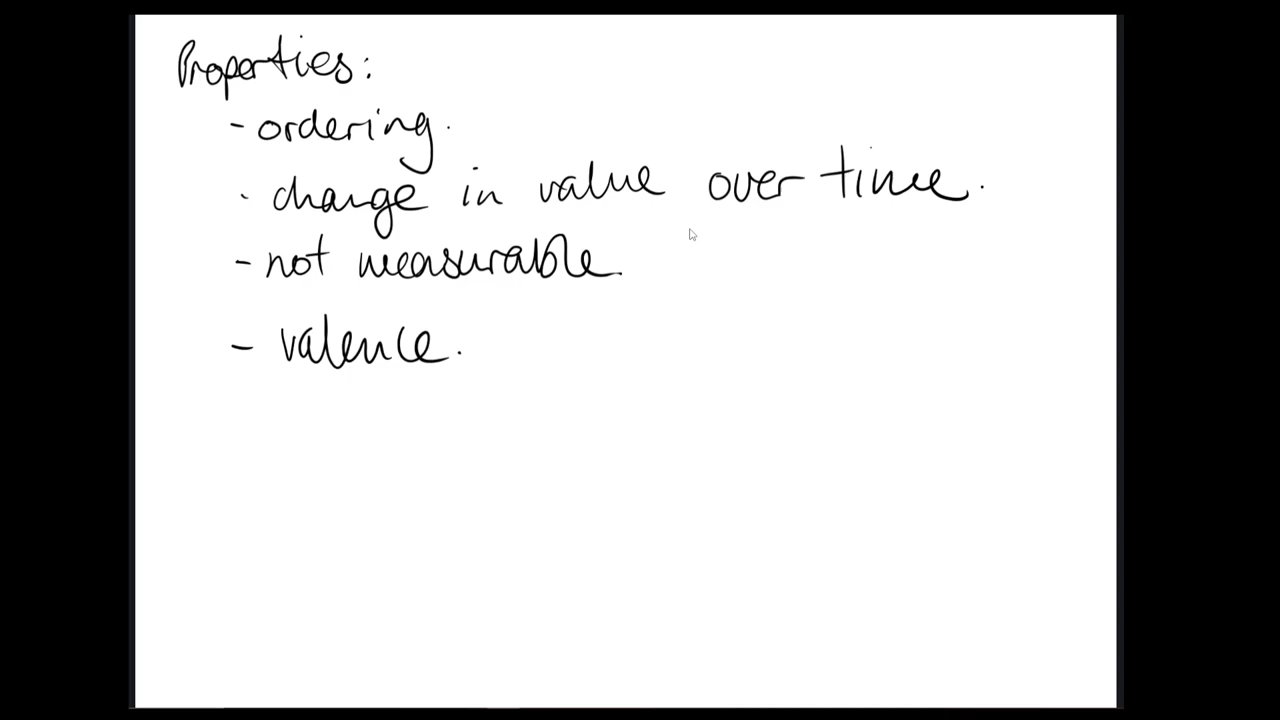 Properties:
- ordering.
- change in value over time.
- not measurable.
- valence.